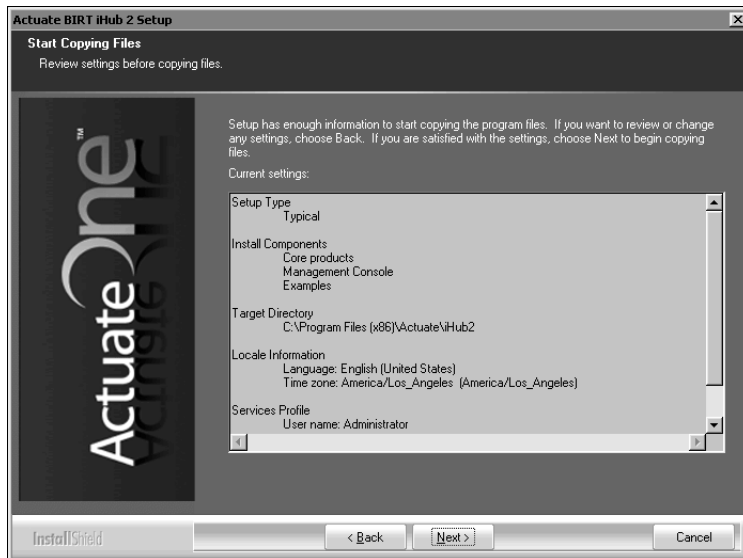 Actuate BIRT iHub 2 Setup
Start Copying Files
Review settings before copying files.
Setup has enough information to start copying the program files. If you want to review or change
any settings, choose Back. If you are satisfied with the settings, choose Next to begin copying
files.
Current settings:
Setup Type
Typical
Install Components
Core products
Management Console
Examples
Target Directory
C:\Program Files (x86)\Actuate\iHub2
Locale Information
Language: English (United States)
Time zone: America/Los_Angeles (America/Los_Angeles)
Services Profile
User name: Administrator
ActuateOne™
InstallShield
< Back
Next >
Cancel